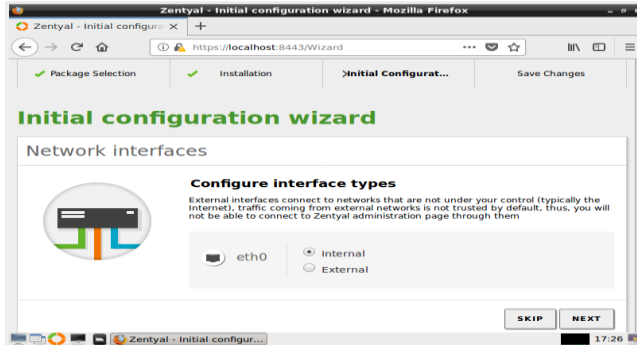 Zentyal - Initial configuration wizard - Mozilla Firefox
Zentyal - Initial configura
https://localhost:8443/Wizard
Package Selection
Installation
Initial Configurat...
Save Changes
Initial configuration wizard
Network interfaces
Configure interface types
External interfaces connect to networks that are not under your control (typically the
Internet), traffic coming from external networks is not trusted by default, thus, you will
not be able to connect to Zentyal administration page through them
eth0
Internal
External
SKIP
NEXT
Zentyal - Initial configur...
17:26